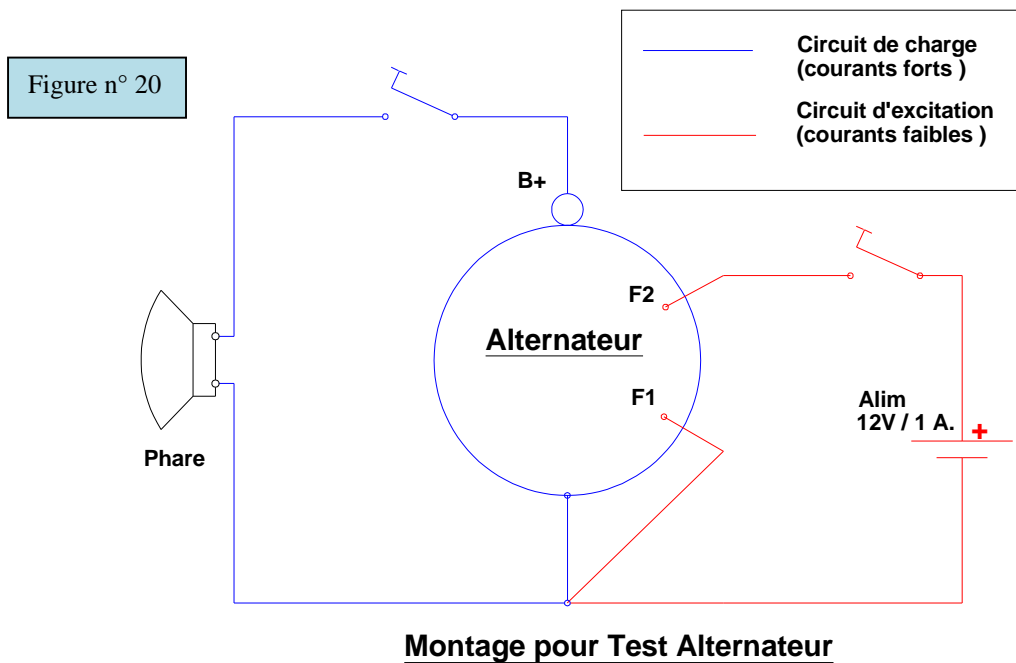 Figure n° 20
Circuit de charge
(courants forts )
Circuit d'excitation
(courants faibles )
B+
F2
Alternateur
F1
Alim
12V / 1 A.
+
Phare
Montage pour Test Alternateur